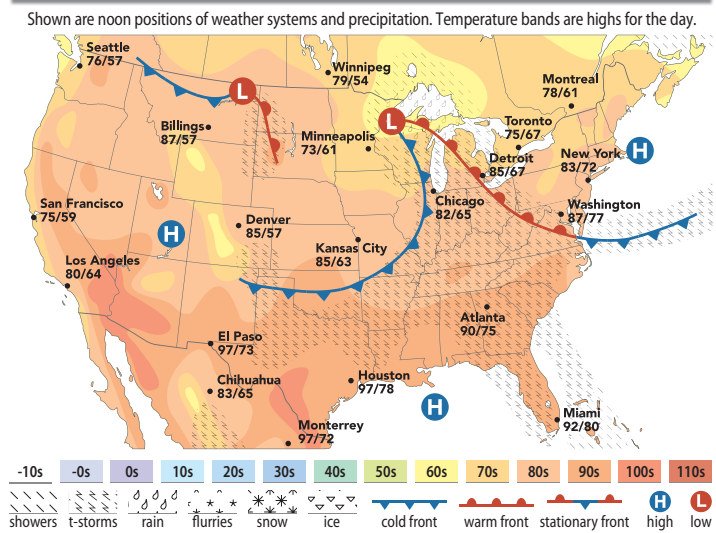 Shown are noon positions of weather systems and precipitation. Temperature bands are highs for the day.
Seattle
76/57
Winnipeg
79/54
Montreal
78/61
L
L
Billings
87/57
Minneapolis
73/61
Toronto
75/67
Detroit
85/67
New York
83/72
H
San Francisco
75/59
Chicago
82/65
Washington
87/77
H
Denver
85/57
Kansas City
85/63
Los Angeles
80/64
Atlanta
90/75
El Paso
97/73
Chihuahua
83/65
Houston
97/78
H
Miami
92/80
Monterrey
97/72
-10s -0s 0s 10s 20s 30s 40s 50s 60s 70s 80s 90s 100s 110s
H L
showers t-storms rain flurries snow ice cold front warm front stationary front high low